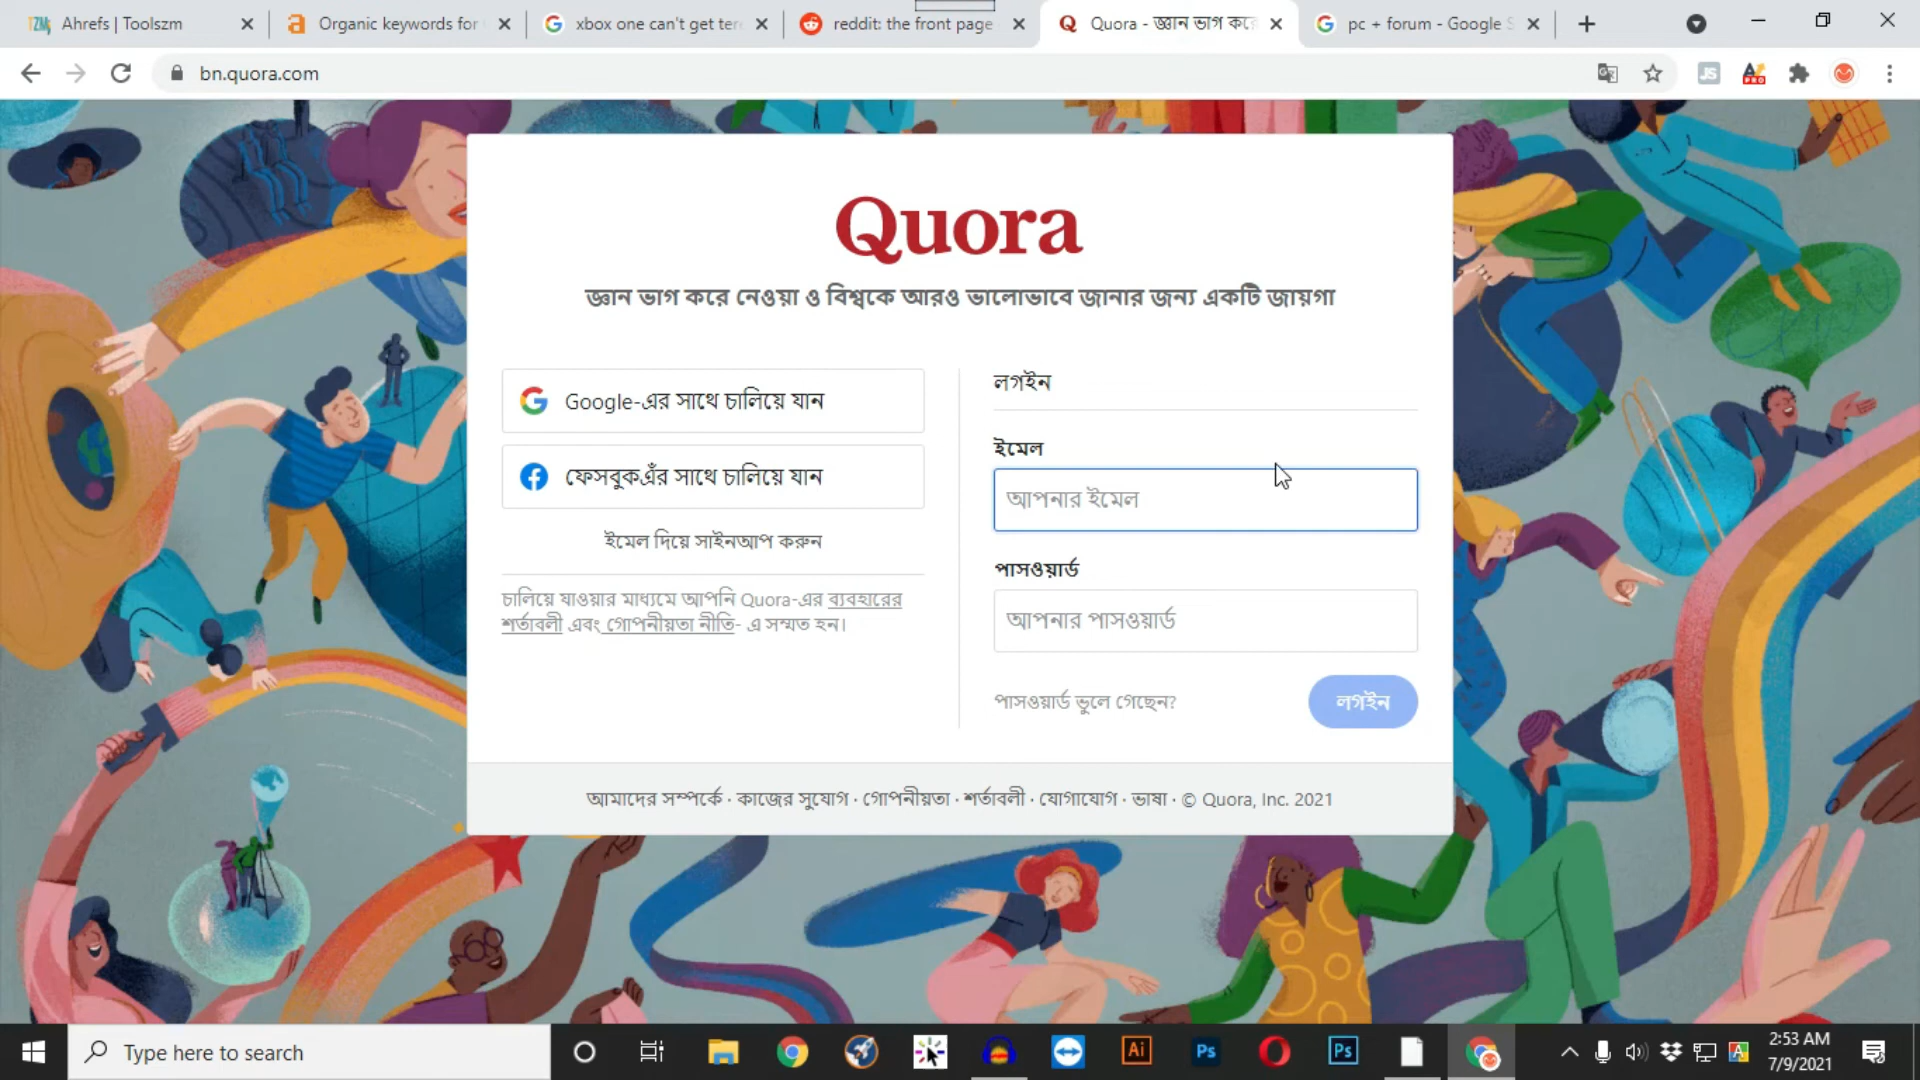 Ahrefs | Toolszm
Organic keywords for
xbox one can't get ter
reddit: the front page
Quora - জ্ঞান ভাগ করে
pc + forum - Google S
bn.quora.com
Quora
জ্ঞান ভাগ করে নেওয়া ও বিশ্বকে আরও ভালোভাবে জানার জন্য একটি জায়গা
Google-এর সাথে চালিয়ে যান
ফেসবুকএঁর সাথে চালিয়ে যান
ইমেল দিয়ে সাইনআপ করুন
চালিয়ে যাওয়ার মাধ্যমে আপনি Quora-এর ব্যবহারের
শর্তাবলী এবং গোপনীয়তা নীতি- এ সম্মত হন।
লগইন
ইমেল
আপনার ইমেল
পাসওয়ার্ড
আপনার পাসওয়ার্ড
পাসওয়ার্ড ভুলে গেছেন?
লগইন
আমাদের সম্পর্কে · কাজের সুযোগ · গোপনীয়তা · শর্তাবলী · যোগাযোগ · ভাষা · © Quora, Inc. 2021
Type here to search
2:53 AM
7/9/2021